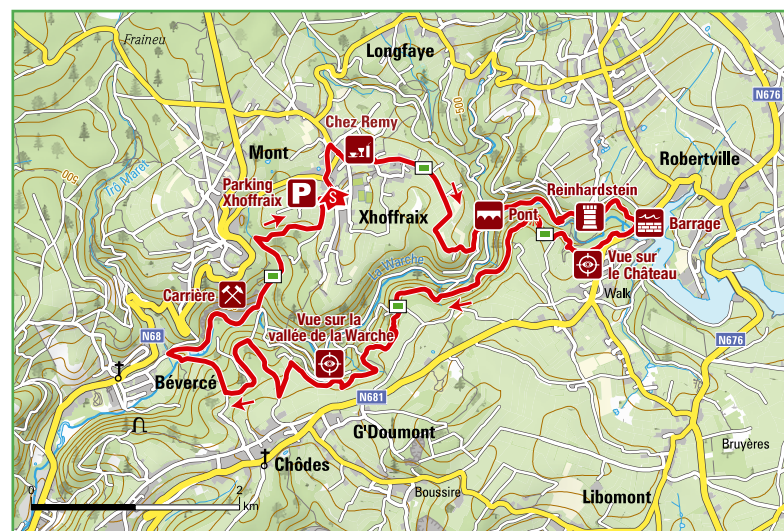 Fraineu
Longfaye
N676
500
Chez Remy
Mont
Trô Maret
500
Parking
Xhoffraix
P
S
Xhoffraix
Robertville
Reinhardstein
Pont
Barrage
La Warche
Vue sur
le Château
Walk
Carrière
Vue sur la
vallée de la Warche
N68
N676
Bévercé
N681
G'Doumont
Chôdes
Bruyères
Boussire
Libomont
0
2
km